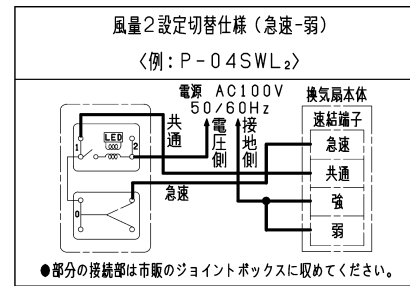 風量2設定切替仕様（急速-弱）
〈例：P-04SWL₂〉
電源 AC100V
50/60Hz
換気扇本体
速結端子
共通
電圧側
接地側
急速
共通
強
弱
LED
1
2
0
急速
●部分の接続部は市販のジョイントボックスに収めてください。